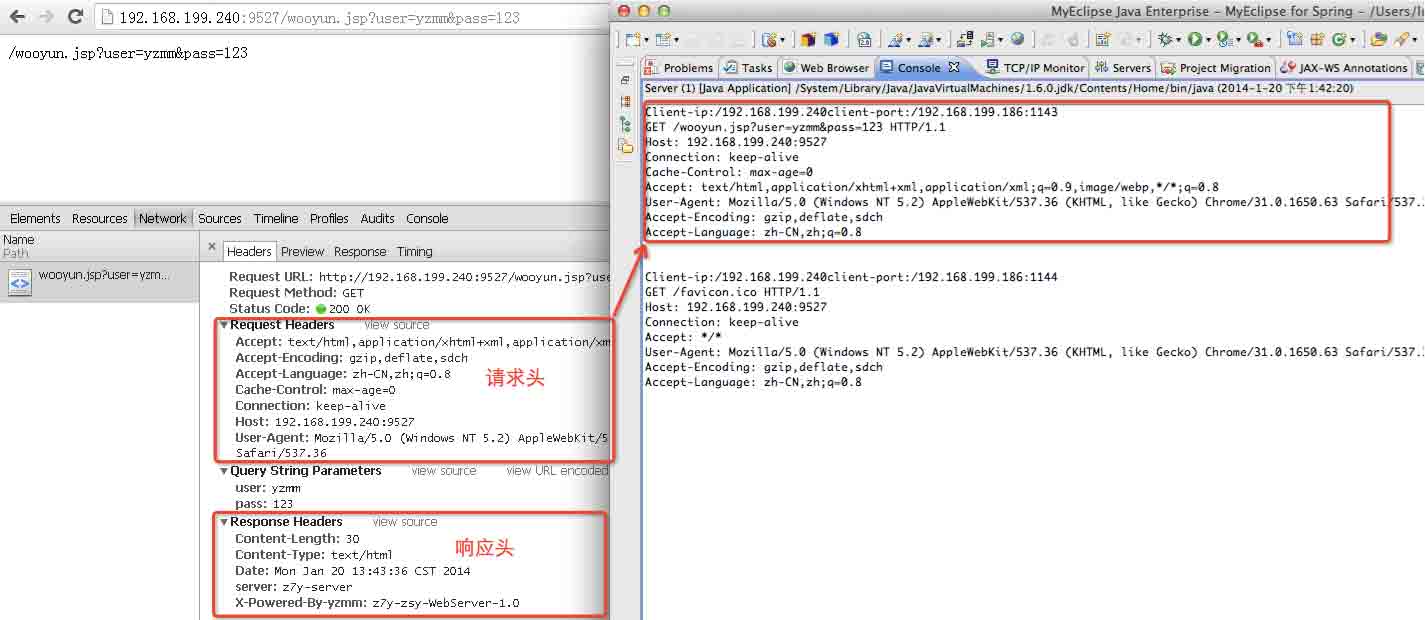 192.168.199.240:9527/wooyun.jsp?user=yzmm&pass=123
/wooyun.jsp?user=yzmm&pass=123
Elements Resources Network Sources Timeline Profiles Audits Console
Name
Path
wooyun.jsp?user=yzm...
× Headers Preview Response Timing
Request URL: http://192.168.199.240:9527/wooyun.jsp?use
Request Method: GET
Status Code: 200 OK
Request Headers view source
Accept: text/html,application/xhtml+xml,application/xm
Accept-Encoding: gzip,deflate,sdch
Accept-Language: zh-CN,zh;q=0.8
Cache-Control: max-age=0
Connection: keep-alive
Host: 192.168.199.240:9527
User-Agent: Mozilla/5.0 (Windows NT 5.2) AppleWebKit/5
Safari/537.36
请求头
Query String Parameters view source view URL encoded
user: yzmm
pass: 123
Response Headers view source
Content-Length: 30
Content-Type: text/html
Date: Mon Jan 20 13:43:36 CST 2014
server: z7y-server
X-Powered-By-yzmm: z7y-zsy-WebServer-1.0
响应头
MyEclipse Java Enterprise – MyEclipse for Spring – /Users/
Problems Tasks Web Browser Console TCP/IP Monitor Servers Project Migration JAX-WS Annotations
Server (1) [Java Application] /System/Library/Java/JavaVirtualMachines/1.6.0.jdk/Contents/Home/bin/java (2014-1-20 下午1:42:20)
Client-ip:/192.168.199.240client-port:/192.168.199.186:1143
GET /wooyun.jsp?user=yzmm&pass=123 HTTP/1.1
Host: 192.168.199.240:9527
Connection: keep-alive
Cache-Control: max-age=0
Accept: text/html,application/xhtml+xml,application/xml;q=0.9,image/webp,*/*;q=0.8
User-Agent: Mozilla/5.0 (Windows NT 5.2) AppleWebKit/537.36 (KHTML, like Gecko) Chrome/31.0.1650.63 Safari/537.
Accept-Encoding: gzip,deflate,sdch
Accept-Language: zh-CN,zh;q=0.8
Client-ip:/192.168.199.240client-port:/192.168.199.186:1144
GET /favicon.ico HTTP/1.1
Host: 192.168.199.240:9527
Connection: keep-alive
Accept: */*
User-Agent: Mozilla/5.0 (Windows NT 5.2) AppleWebKit/537.36 (KHTML, like Gecko) Chrome/31.0.1650.63 Safari/537.
Accept-Encoding: gzip,deflate,sdch
Accept-Language: zh-CN,zh;q=0.8